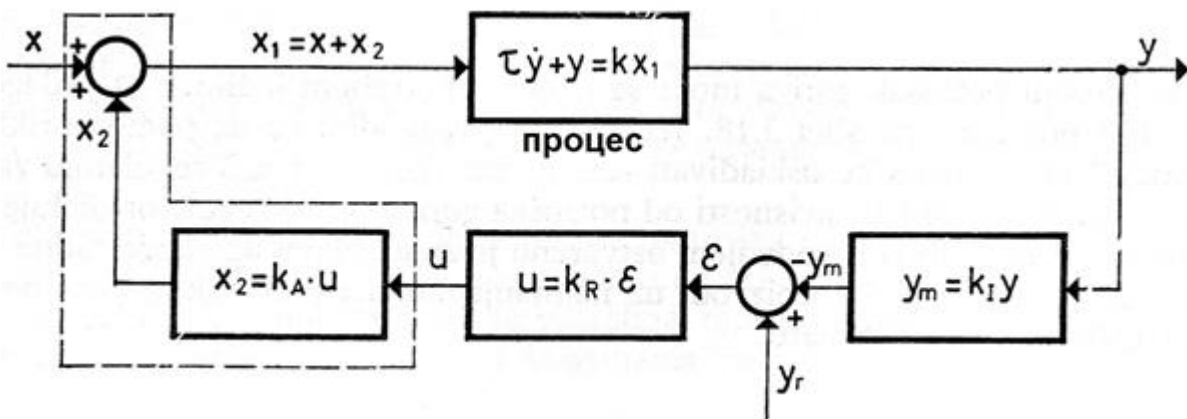 x
+
+
x₁ = x + x₂
τẏ + y = kx₁
y
процес
x₂
x₂ = k_A · u
u
u = k_R · ε
ε
-y_m
+
y_m = k_I y
y_r